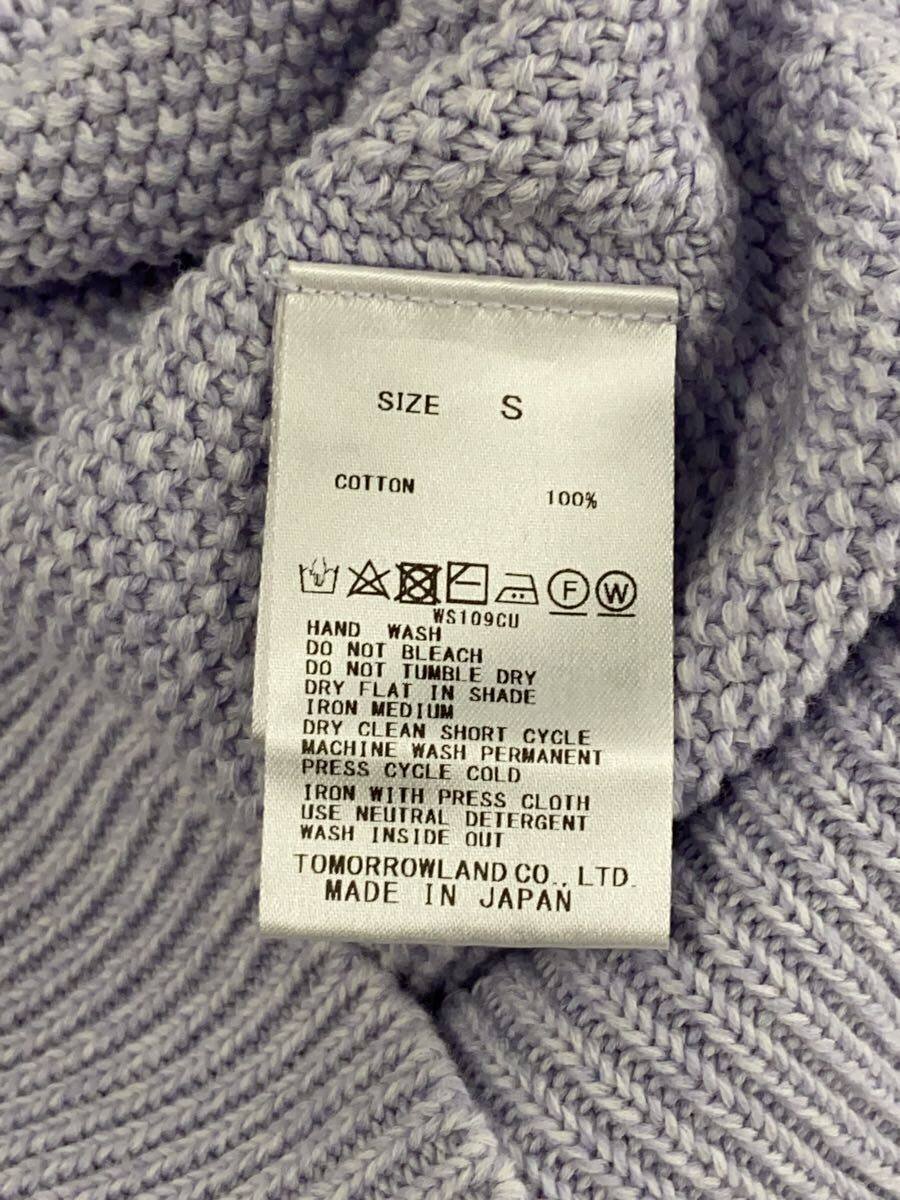 SIZE S
COTTON 100%
F W
WS109CU
HAND WASH
DO NOT BLEACH
DO NOT TUMBLE DRY
DRY FLAT IN SHADE
IRON MEDIUM
DRY CLEAN SHORT CYCLE
MACHINE WASH PERMANENT
PRESS CYCLE COLD
IRON WITH PRESS CLOTH
USE NEUTRAL DETERGENT
WASH INSIDE OUT
TOMORROWLAND CO., LTD.
MADE IN JAPAN